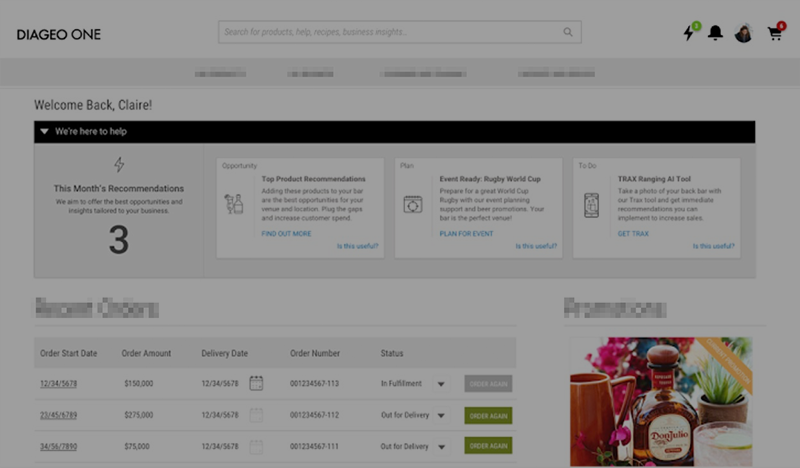 DIAGEO ONE
Search for products, help, recipes, business insights...
2
6
Welcome Back, Claire!
We're here to help
This Month's Recommendations
We aim to offer the best opportunities and
insights tailored to your business.
3
Opportunity
Top Product Recommendations
Adding these products to your bar
are the best opportunities for your
venue and location. Plug the gaps
and increase customer spend.
FIND OUT MORE
Is this useful?
Plan
Event Ready: Rugby World Cup
Prepare for a great World Cup
Rugby with our event planning
support and beer promotions. Your
bar is the perfect venue!
PLAN FOR EVENT
Is this useful?
To Do
TRAX Ranging AI Tool
Take a photo of your back bar with
our Trax tool and get immediate
recommendations you can
implement to increase sales.
GET TRAX
Is this useful?
Recent Orders
Order Start Date Order Amount Delivery Date Order Number Status
12/34/5678 $150,000 12/34/5678 001234567-113 In Fulfillment ORDER AGAIN
23/45/6789 $275,000 12/34/5678 001234567-112 Out for Delivery ORDER AGAIN
34/56/7890 $75,000 12/34/5678 001234567-111 Out for Delivery ORDER AGAIN
Promotions
Don Julio